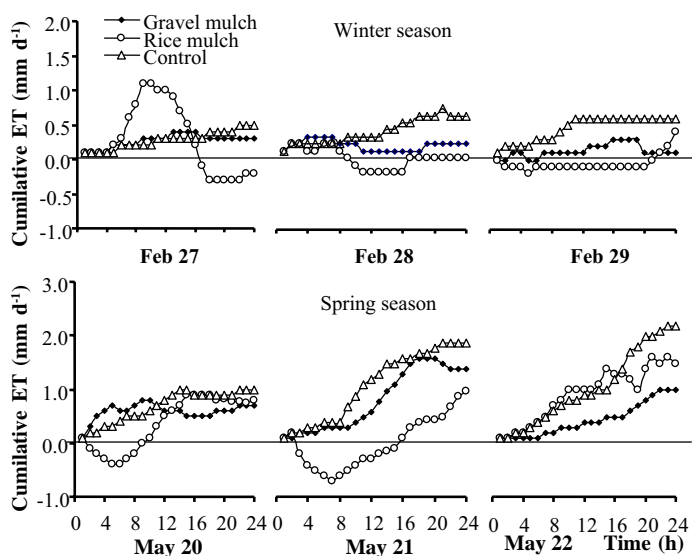 Gravel mulch
Rice mulch
Control
Winter season
Cumilative ET (mm d-1)
2.0
1.5
1.0
0.5
0.0
-0.5
-1.0
Feb 27
Feb 28
Feb 29
Spring season
Cumilative ET (mm d-1)
3.0
2.0
1.0
0.0
-1.0
0 4 8 12 16 20 24
0 4 8 12 16 20 24
0 4 8 12 16 20 24
May 20
May 21
May 22
Time (h)